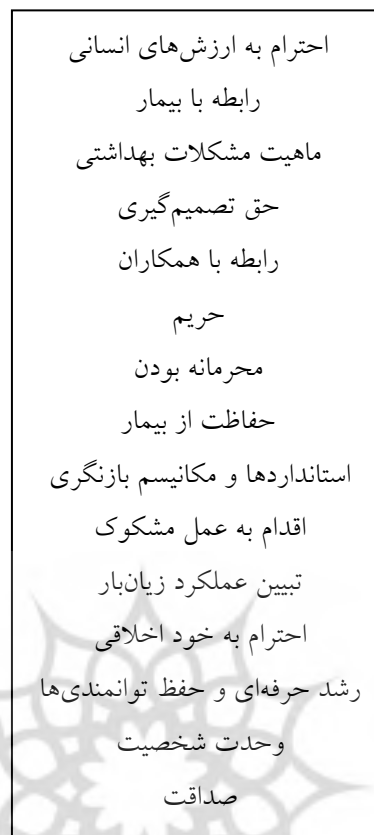 احترام به ارزش‌های انسانی
رابطه با بیمار
ماهیت مشکلات بهداشتی
حق تصمیم‌گیری
رابطه با همکاران
حریم
محرمانه بودن
حفاظت از بیمار
استانداردها و مکانیسم بازنگری
اقدام به عمل مشکوک
تبیین عملکرد زیان‌بار
احترام به خود اخلاقی
رشد حرفه‌ای و حفظ توانمندی‌ها
وحدت شخصیت
صداقت